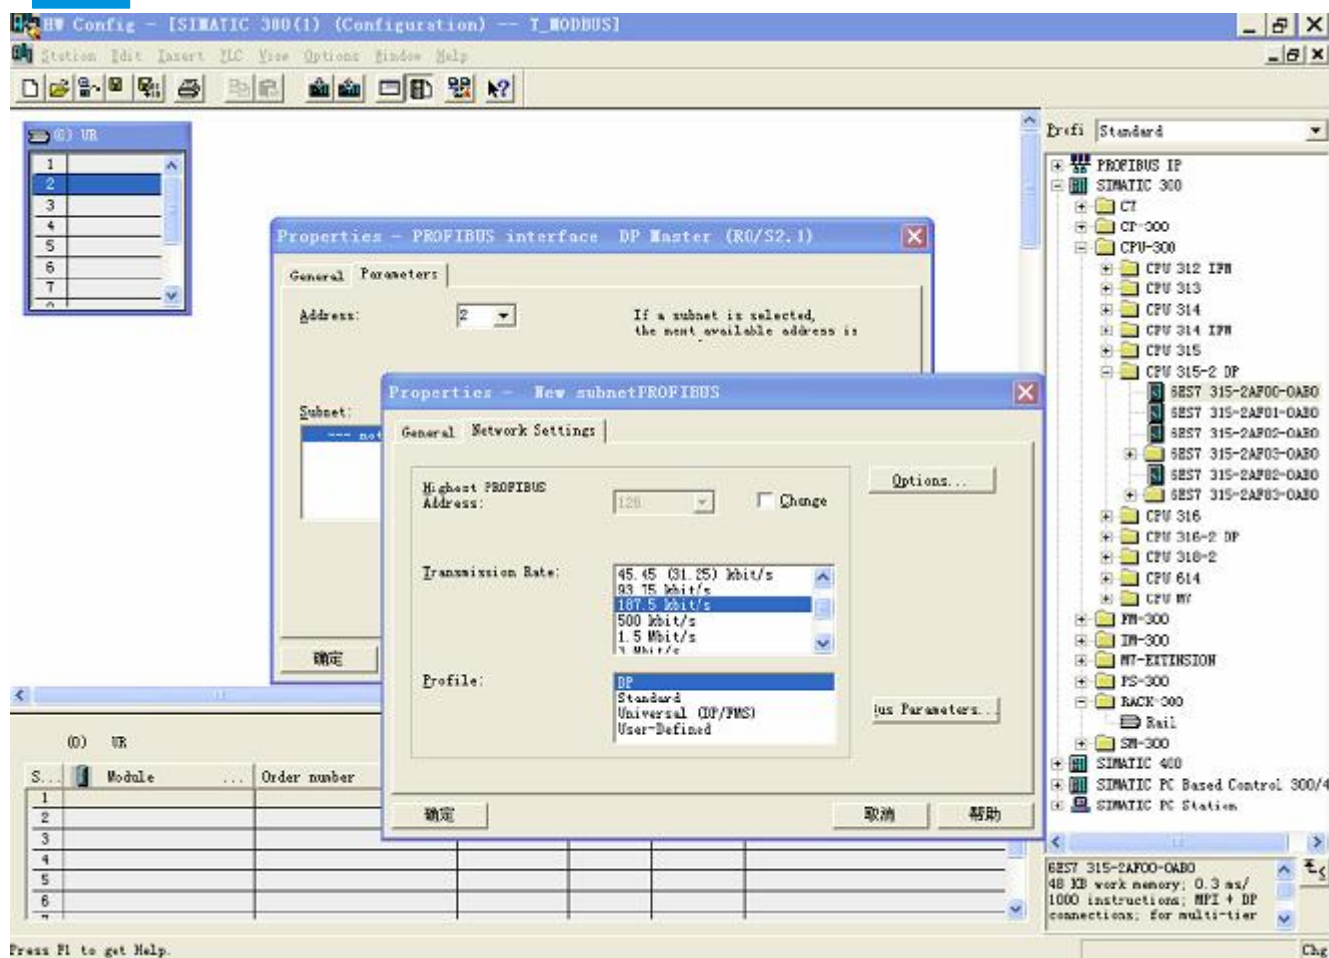 HW Config - [SIMATIC 300(1) (Configuration) -- T_MODBUS]
Station Edit Insert PLC View Options Window Help
(0) UR
1
2
3
4
5
6
7
Properties - PROFIBUS interface DP Master (R0/S2.1)
General Parameters
Address: 2
If a subnet is selected,
the next available address is
Subnet:
--- not
确定
Properties - New subnetPROFIBUS
General Network Settings
Highest PROFIBUS
Address: 126 Change
Options...
Transmission Rate:
45.45 (31.25) kbit/s
93.75 kbit/s
187.5 kbit/s
500 kbit/s
1.5 Mbit/s
3 Mbit/s
Profile:
DP
Standard
Universal (DP/FMS)
User-Defined
us Parameters...
确定 取消 帮助
(0) UR
S... Module ... Order number
1
2
3
4
5
6
Profi Standard
PROFIBUS IP
SIMATIC 300
C7
CP-300
CPU-300
CPU 312 IFM
CPU 313
CPU 314
CPU 314 IFM
CPU 315
CPU 315-2 DP
6ES7 315-2AF00-0AB0
6ES7 315-2AF01-0AB0
6ES7 315-2AF02-0AB0
6ES7 315-2AF03-0AB0
6ES7 315-2AF82-0AB0
6ES7 315-2AF83-0AB0
CPU 316
CPU 316-2 DP
CPU 318-2
CPU 614
CPU M7
FM-300
IM-300
M7-EXTENSION
PS-300
RACK-300
Rail
SM-300
SIMATIC 400
SIMATIC PC Based Control 300/4
SIMATIC PC Station
6ES7 315-2AF00-0AB0
48 KB work memory; 0.3 ms/
1000 instructions; MPI + DP
connections; for multi-tier
Press F1 to get Help.
Chg